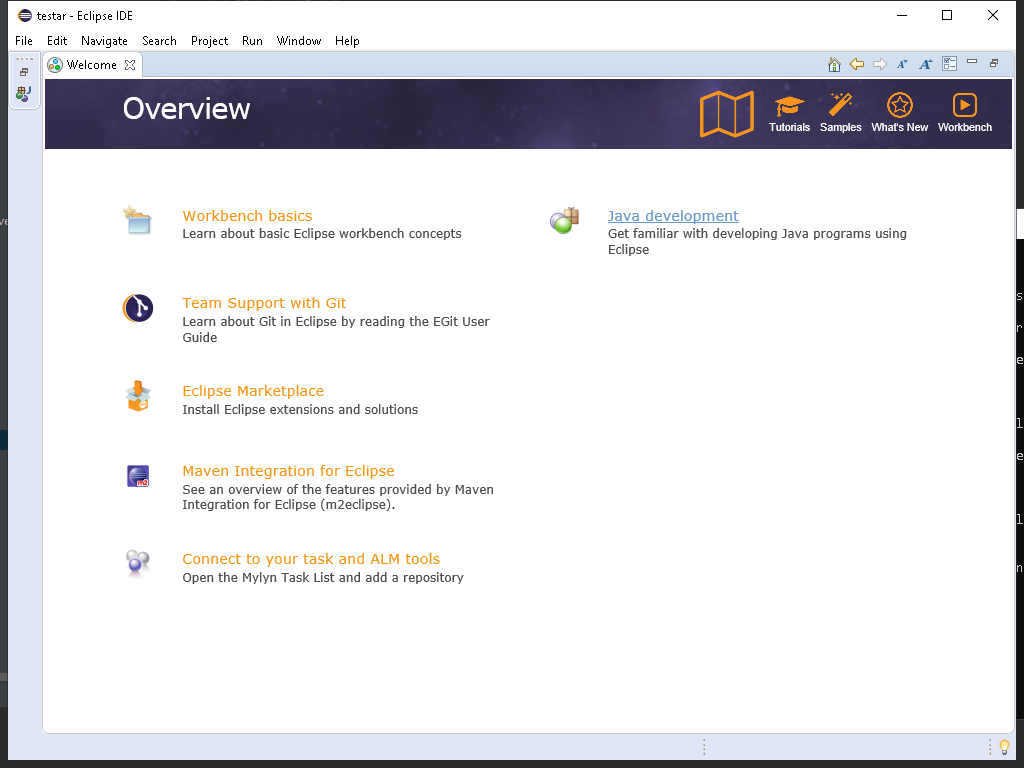 testar - Eclipse IDE
File Edit Navigate Search Project Run Window Help
Welcome
Overview
Tutorials Samples What's New Workbench
Workbench basics
Learn about basic Eclipse workbench concepts
Java development
Get familiar with developing Java programs using
Eclipse
Team Support with Git
Learn about Git in Eclipse by reading the EGit User
Guide
Eclipse Marketplace
Install Eclipse extensions and solutions
Maven Integration for Eclipse
See an overview of the features provided by Maven
Integration for Eclipse (m2eclipse).
Connect to your task and ALM tools
Open the Mylyn Task List and add a repository